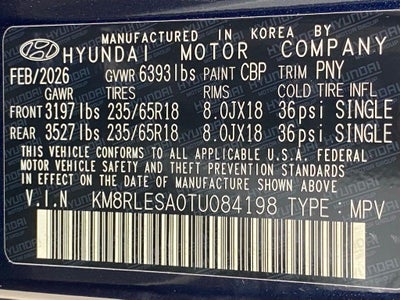 MANUFACTURED IN KOREA BY
HYUNDAI MOTOR COMPANY
FEB/2026 GVWR 6393lbs PAINT CBP TRIM PNY
GAWR TIRES RIMS COLD TIRE INFL
FRONT 3197lbs 235/65R18 8.0JX18 36psi SINGLE
REAR 3527lbs 235/65R18 8.0JX18 36psi SINGLE
THIS VEHICLE CONFORMS TO ALL APPLICABLE U.S.A. FEDERAL
MOTOR VEHICLE SAFETY, BUMPER, AND THEFT PREVENTION STANDARDS
IN EFFECT ON THE DATE OF MANUFACTURE SHOWN ABOVE.
V.I.N KM8RLESA0TU084198 TYPE : MPV